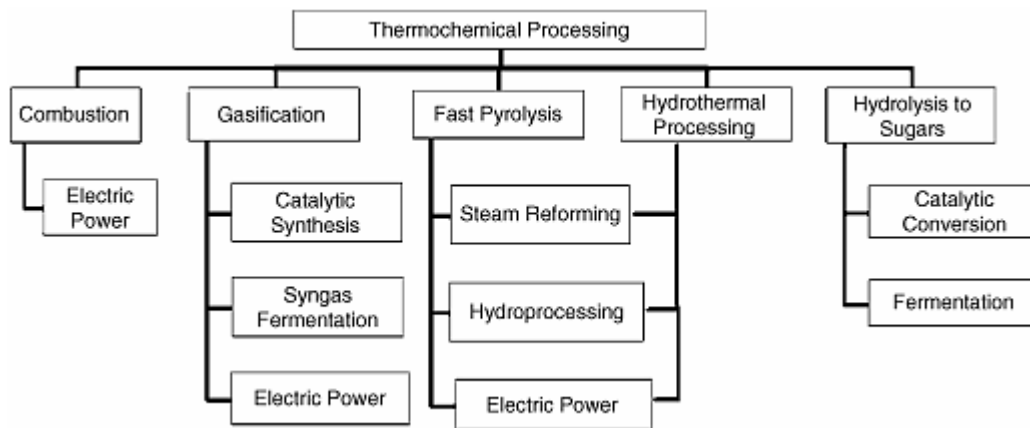 Thermochemical Processing
Combustion
Gasification
Fast Pyrolysis
Hydrothermal
Processing
Hydrolysis to
Sugars
Electric
Power
Catalytic
Synthesis
Steam Reforming
Catalytic
Conversion
Syngas
Fermentation
Hydroprocessing
Fermentation
Electric Power
Electric Power